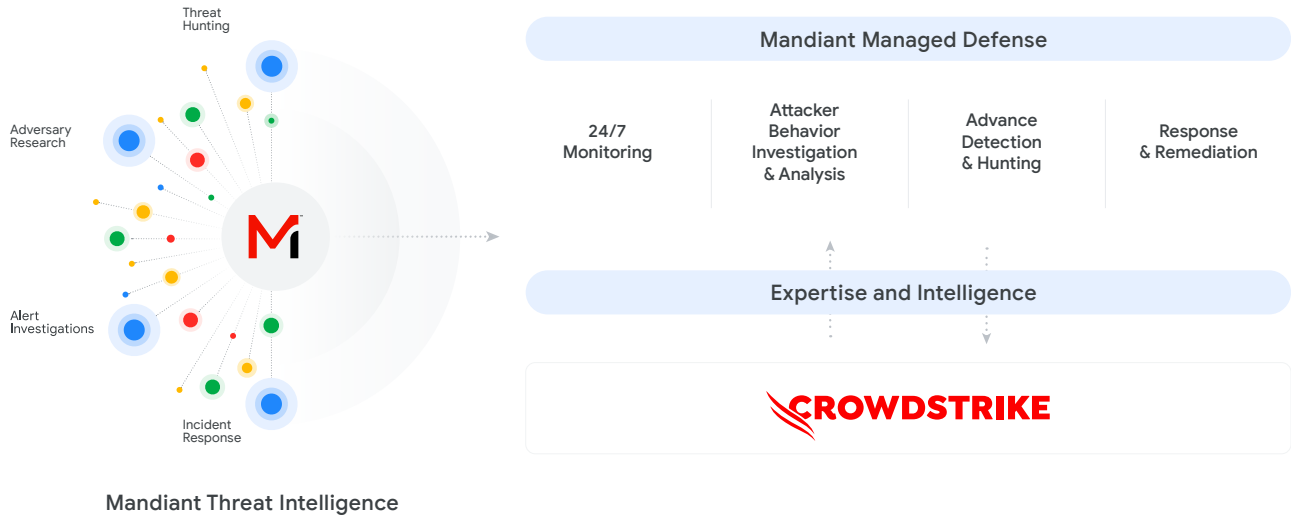 Threat
Hunting
Adversary
Research
Alert
Investigations
Incident
Response
M
Mandiant Threat Intelligence
Mandiant Managed Defense
24/7
Monitoring
Attacker
Behavior
Investigation
& Analysis
Advance
Detection
& Hunting
Response
& Remediation
Expertise and Intelligence
CROWDSTRIKE